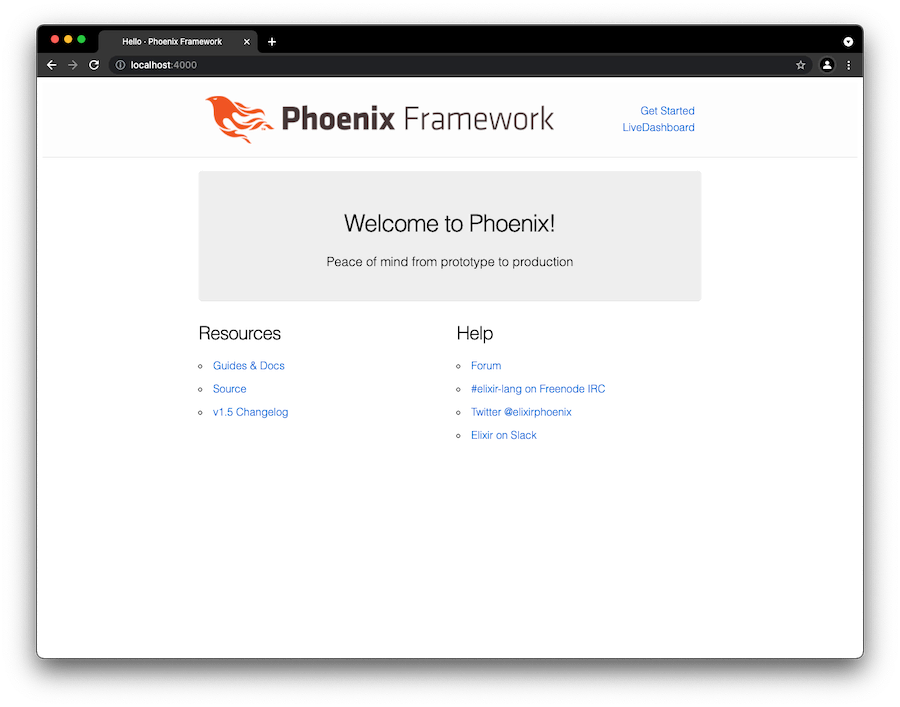 Hello · Phoenix Framework
localhost:4000
Phoenix Framework
Get Started
LiveDashboard
Welcome to Phoenix!
Peace of mind from prototype to production
Resources
Guides & Docs
Source
v1.5 Changelog
Help
Forum
#elixir-lang on Freenode IRC
Twitter @elixirphoenix
Elixir on Slack